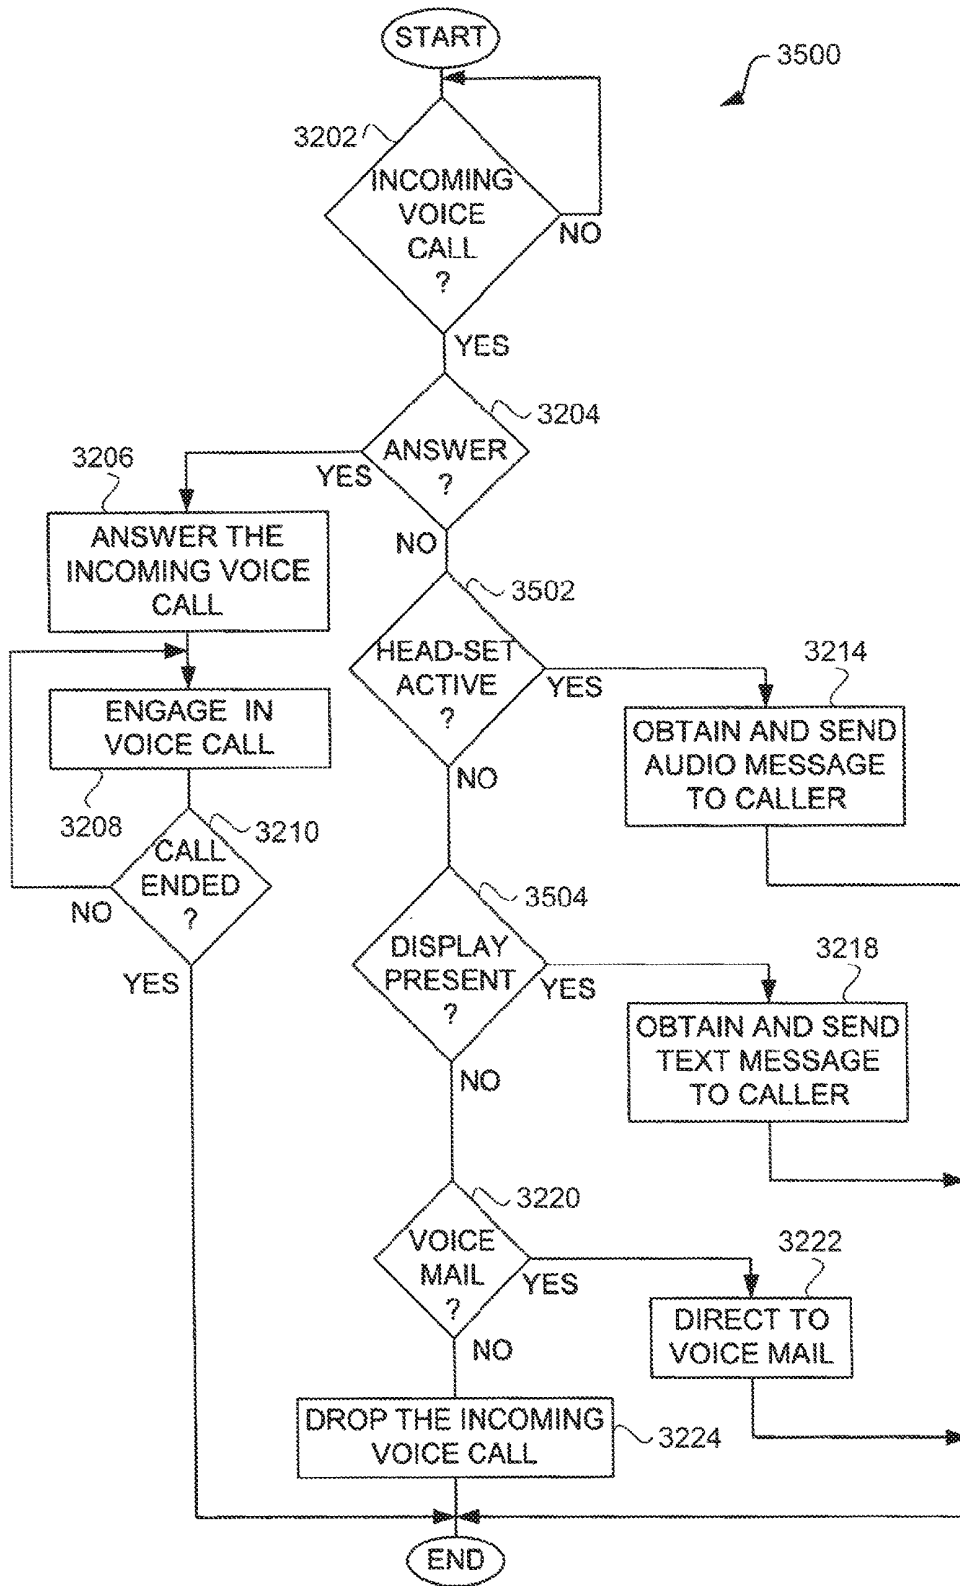 START
3500
3202
INCOMING
VOICE
CALL
?
NO
YES
3204
ANSWER
?
YES
NO
3206
ANSWER THE
INCOMING VOICE
CALL
3502
HEAD-SET
ACTIVE
?
YES
NO
3214
OBTAIN AND SEND
AUDIO MESSAGE
TO CALLER
ENGAGE IN
VOICE CALL
3208
3210
CALL
ENDED
?
NO
YES
3504
DISPLAY
PRESENT
?
YES
NO
3218
OBTAIN AND SEND
TEXT MESSAGE
TO CALLER
3220
VOICE
MAIL
?
YES
NO
3222
DIRECT TO
VOICE MAIL
DROP THE INCOMING
VOICE CALL
3224
END